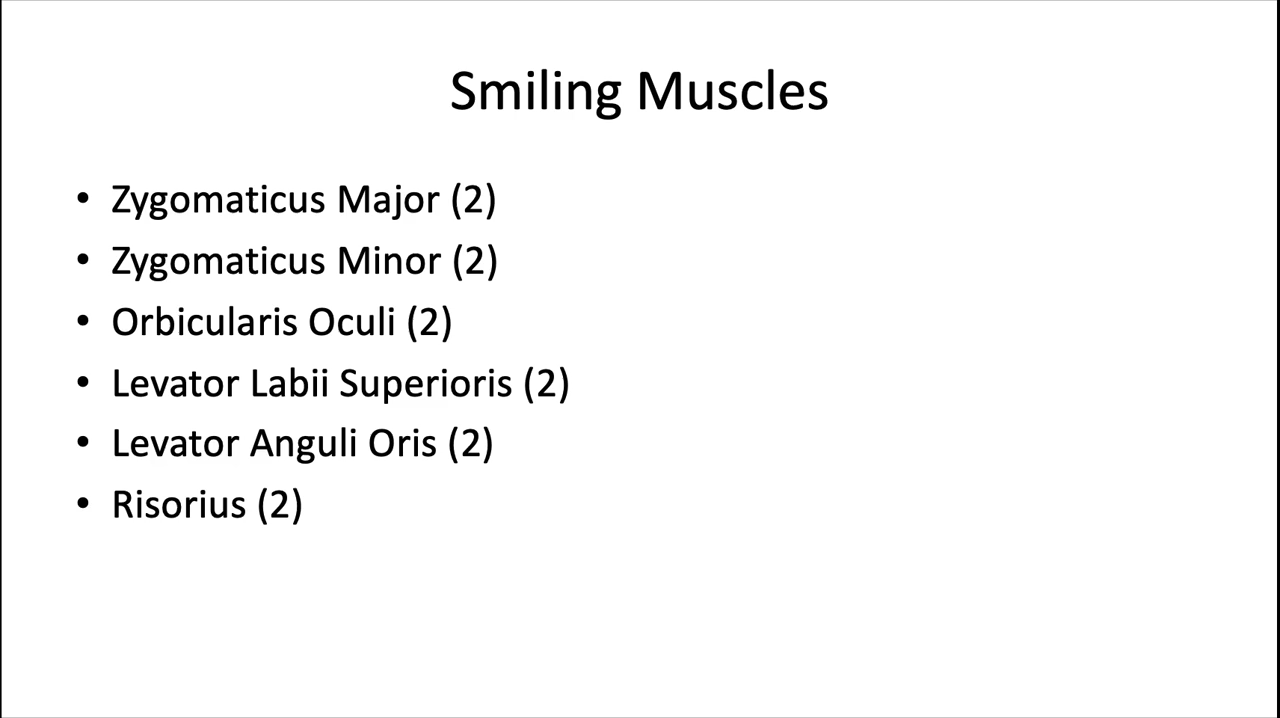 Smiling Muscles
• Zygomaticus Major (2)
• Zygomaticus Minor (2)
• Orbicularis Oculi (2)
• Levator Labii Superioris (2)
• Levator Anguli Oris (2)
• Risorius (2)